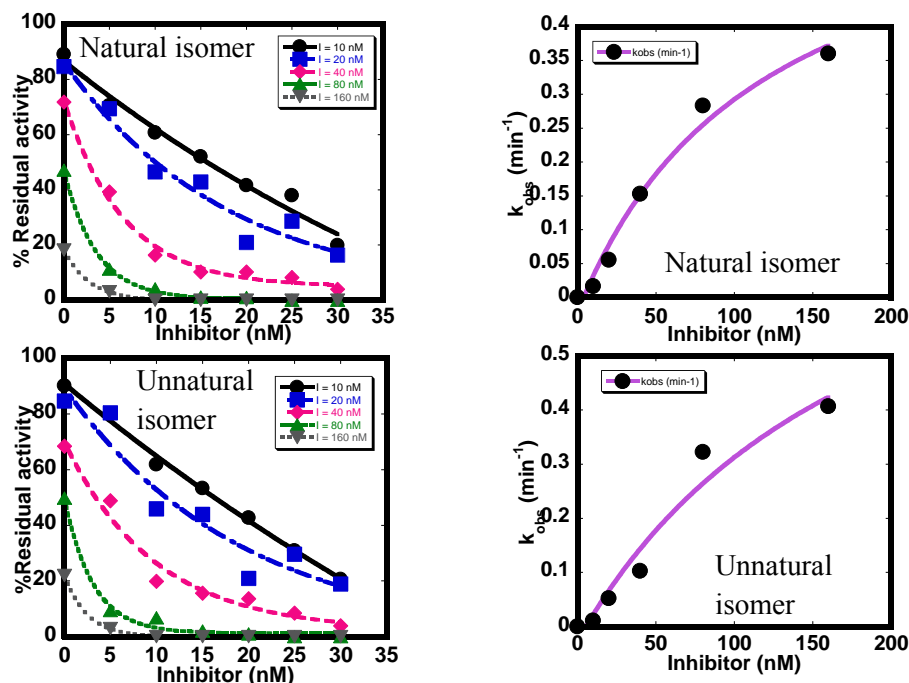 % Residual activity
100
80
60
40
20
0
Natural isomer
I = 10 nM
I = 20 nM
I = 40 nM
I = 80 nM
I = 160 nM
0 5 10 15 20 25 30 35
Inhibitor (nM)
kobs (min-1)
0.4
0.35
0.3
0.25
0.2
0.15
0.1
0.05
0
kobs (min-1)
Natural isomer
0 50 100 150 200
Inhibitor (nM)
%Residual activity
100
80
60
40
20
0
Unnatural
isomer
I = 10 nM
I = 20 nM
I = 40 nM
I = 80 nM
I = 160 nM
0 5 10 15 20 25 30 35
Inhibitor (nM)
kobs (min-1)
0.5
0.4
0.3
0.2
0.1
0
kobs (min-1)
Unnatural
isomer
0 50 100 150 200
Inhibitor (nM)